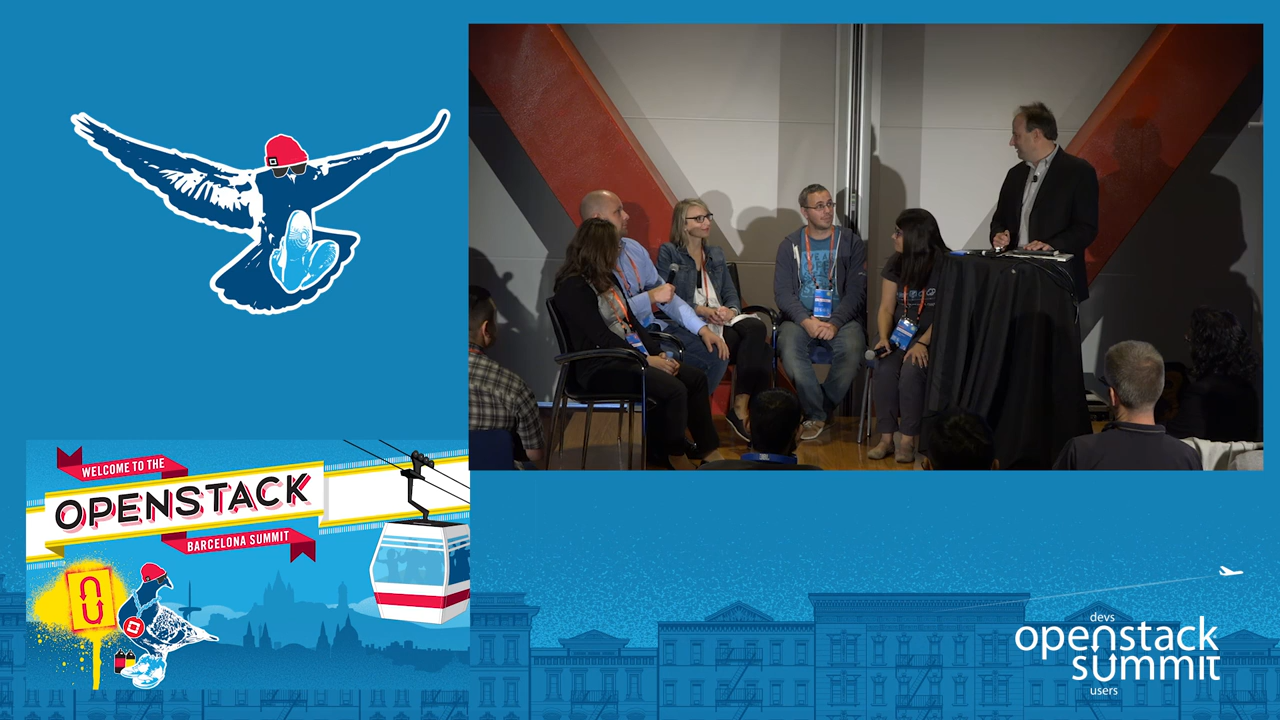 WELCOME TO THE
OPENSTACK
BARCELONA SUMMIT
devs
openstack
summit
users